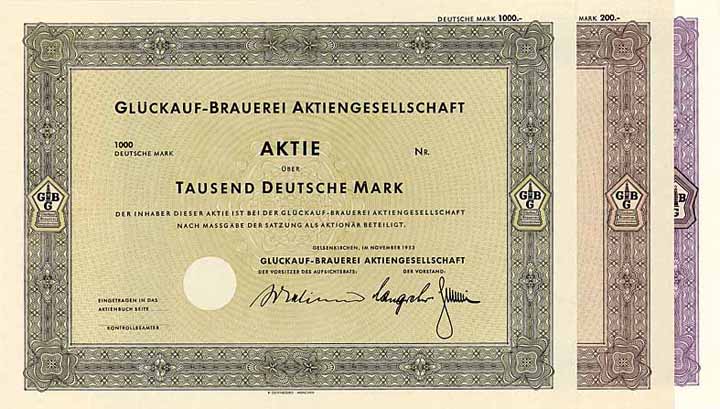 DEUTSCHE MARK 1000.-
MARK 200.-
GLÜCKAUF-BRAUEREI AKTIENGESELLSCHAFT
1000
DEUTSCHE MARK
AKTIE
NR.
ÜBER
TAUSEND DEUTSCHE MARK
DER INHABER DIESER AKTIE IST BEI DER GLÜCKAUF-BRAUEREI AKTIENGESELLSCHAFT
NACH MASSGABE DER SATZUNG ALS AKTIONÄR BETEILIGT.
GELSENKIRCHEN, IM NOVEMBER 1953
GLÜCKAUF-BRAUEREI AKTIENGESELLSCHAFT
DER VORSITZER DES AUFSICHTSRATS:
DER VORSTAND:
EINGETRAGEN IN DAS
AKTIENBUCH SEITE
KONTROLLBEAMTER
GBG
GBG
GBG